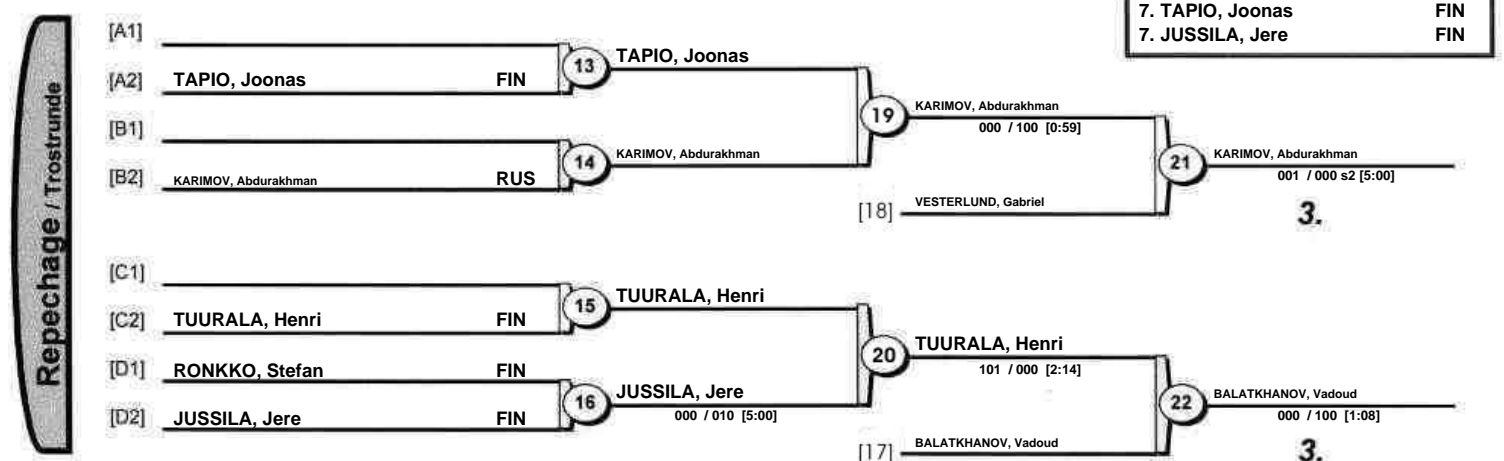 7. TAPIO, Joonas FIN
7. JUSSILA, Jere FIN
Repechage / Trostrunde
[A1]
[A2] TAPIO, Joonas FIN
13 TAPIO, Joonas
[B1]
[B2] KARIMOV, Abdurakhman RUS
14 KARIMOV, Abdurakhman
19 KARIMOV, Abdurakhman
000 / 100 [0:59]
[18] VESTERLUND, Gabriel
21 KARIMOV, Abdurakhman
001 / 000 s2 [5:00]
3.
[C1]
[C2] TUURALA, Henri FIN
15 TUURALA, Henri
[D1] RONKKO, Stefan FIN
[D2] JUSSILA, Jere FIN
16 JUSSILA, Jere
000 / 010 [5:00]
20 TUURALA, Henri
101 / 000 [2:14]
[17] BALATKHANOV, Vadoud
22 BALATKHANOV, Vadoud
000 / 100 [1:08]
3.